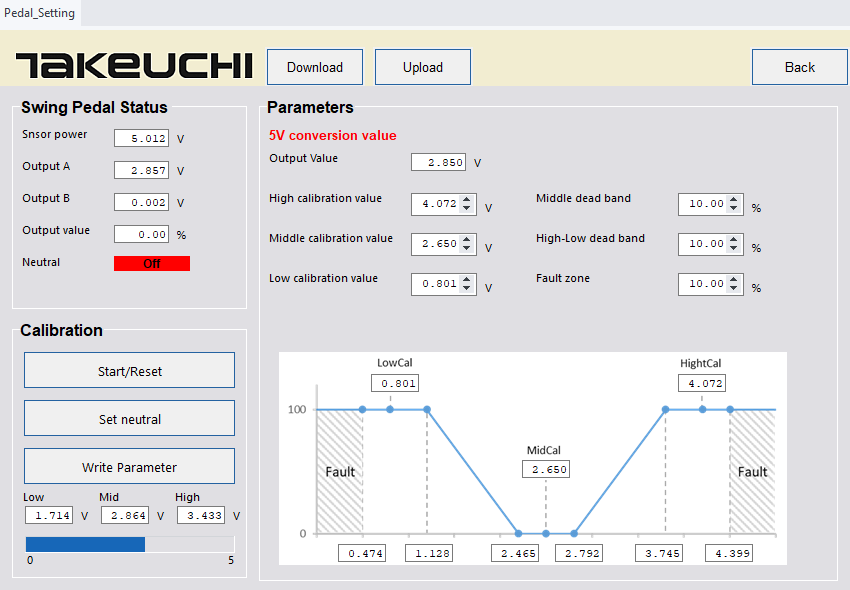 Pedal_Setting
TAKEUCHI
Download
Upload
Back
Swing Pedal Status
Snsor power 5.012 V
Output A 2.857 V
Output B 0.002 V
Output value 0.00 %
Neutral Off
Calibration
Start/Reset
Set neutral
Write Parameter
Low Mid High
1.714 V 2.864 V 3.433 V
0 5
Parameters
5V conversion value
Output Value 2.850 V
High calibration value 4.072 V Middle dead band 10.00 %
Middle calibration value 2.650 V High-Low dead band 10.00 %
Low calibration value 0.801 V Fault zone 10.00 %
LowCal HightCal
0.801 4.072
100
MidCal
Fault 2.650 Fault
0
0.474 1.128 2.465 2.792 3.745 4.399